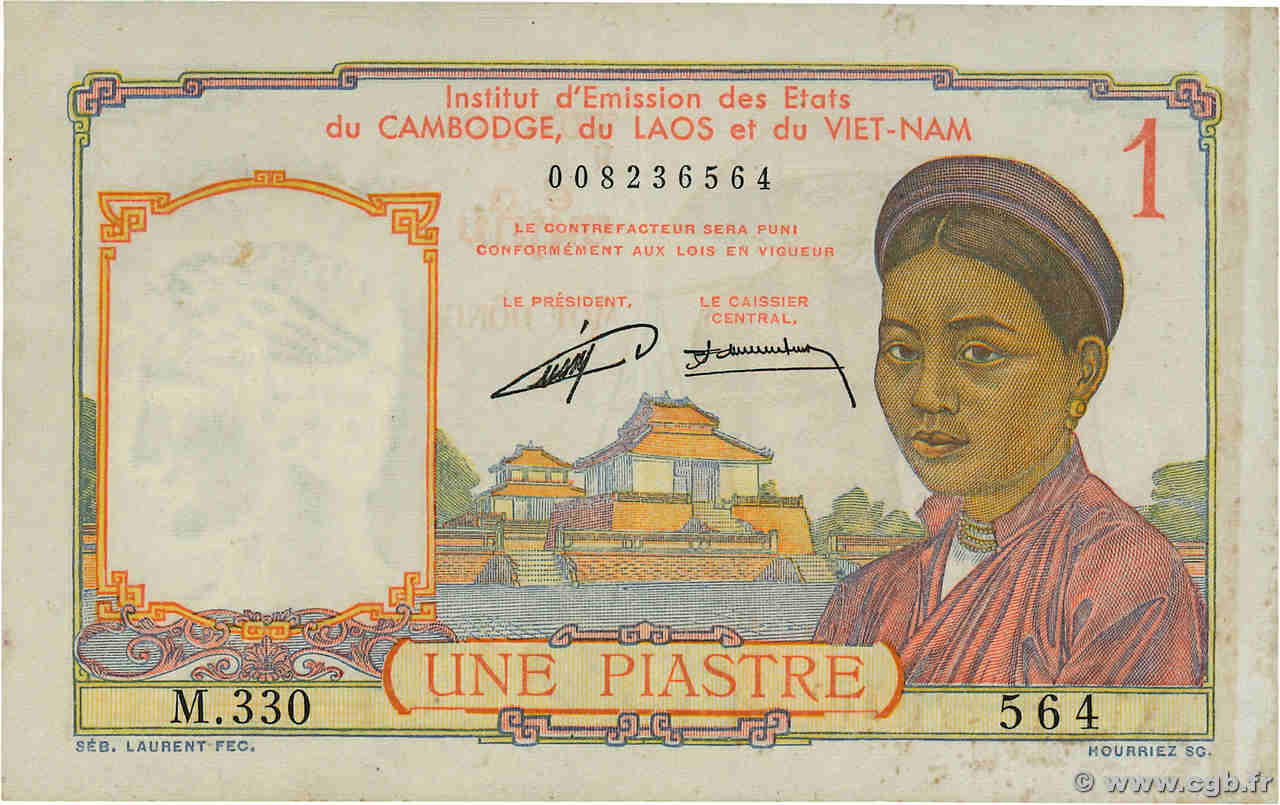 Institut d'Emission des Etats
du CAMBODGE, du LAOS et du VIET-NAM
1
008236564
LE CONTREFACTEUR SERA PUNI
CONFORMÉMENT AUX LOIS EN VIGUEUR
LE PRÉSIDENT,
LE CAISSIER
CENTRAL,
UNE PIASTRE
M.330
564
SÉB. LAURENT FEC.
HOURRIEZ SG.
© www.cgb.fr